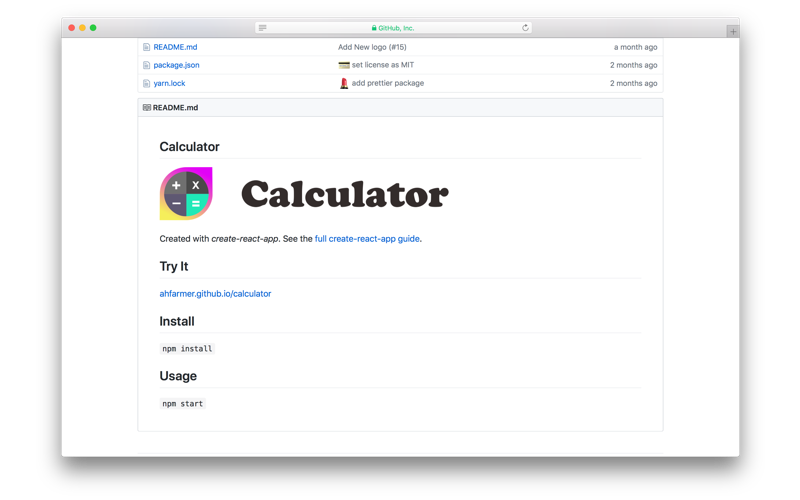 GitHub, Inc.
README.md Add New logo (#15) a month ago
package.json set license as MIT 2 months ago
yarn.lock add prettier package 2 months ago
README.md
Calculator
+ x
− =
Calculator
Created with create-react-app. See the full create-react-app guide.
Try It
ahfarmer.github.io/calculator
Install
npm install
Usage
npm start